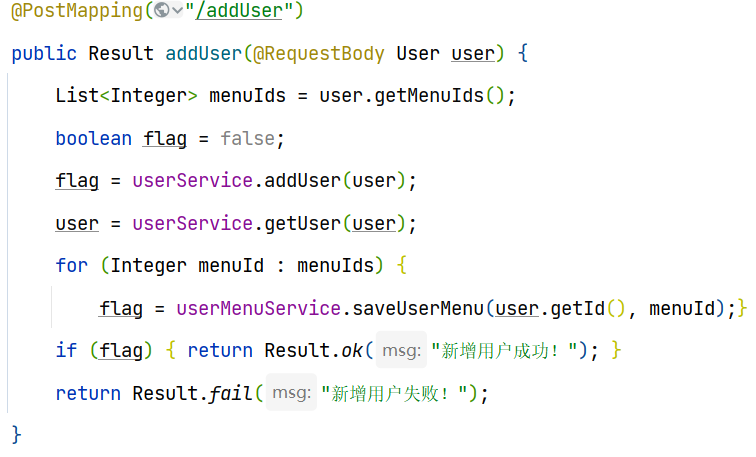 @PostMapping("/addUser")
public Result addUser(@RequestBody User user) {
    List<Integer> menuIds = user.getMenuIds();
    boolean flag = false;
    flag = userService.addUser(user);
    user = userService.getUser(user);
    for (Integer menuId : menuIds) {
        flag = userMenuService.saveUserMenu(user.getId(), menuId);}
    if (flag) { return Result.ok( msg: "新增用户成功！"); }
    return Result.fail( msg: "新增用户失败！");
}